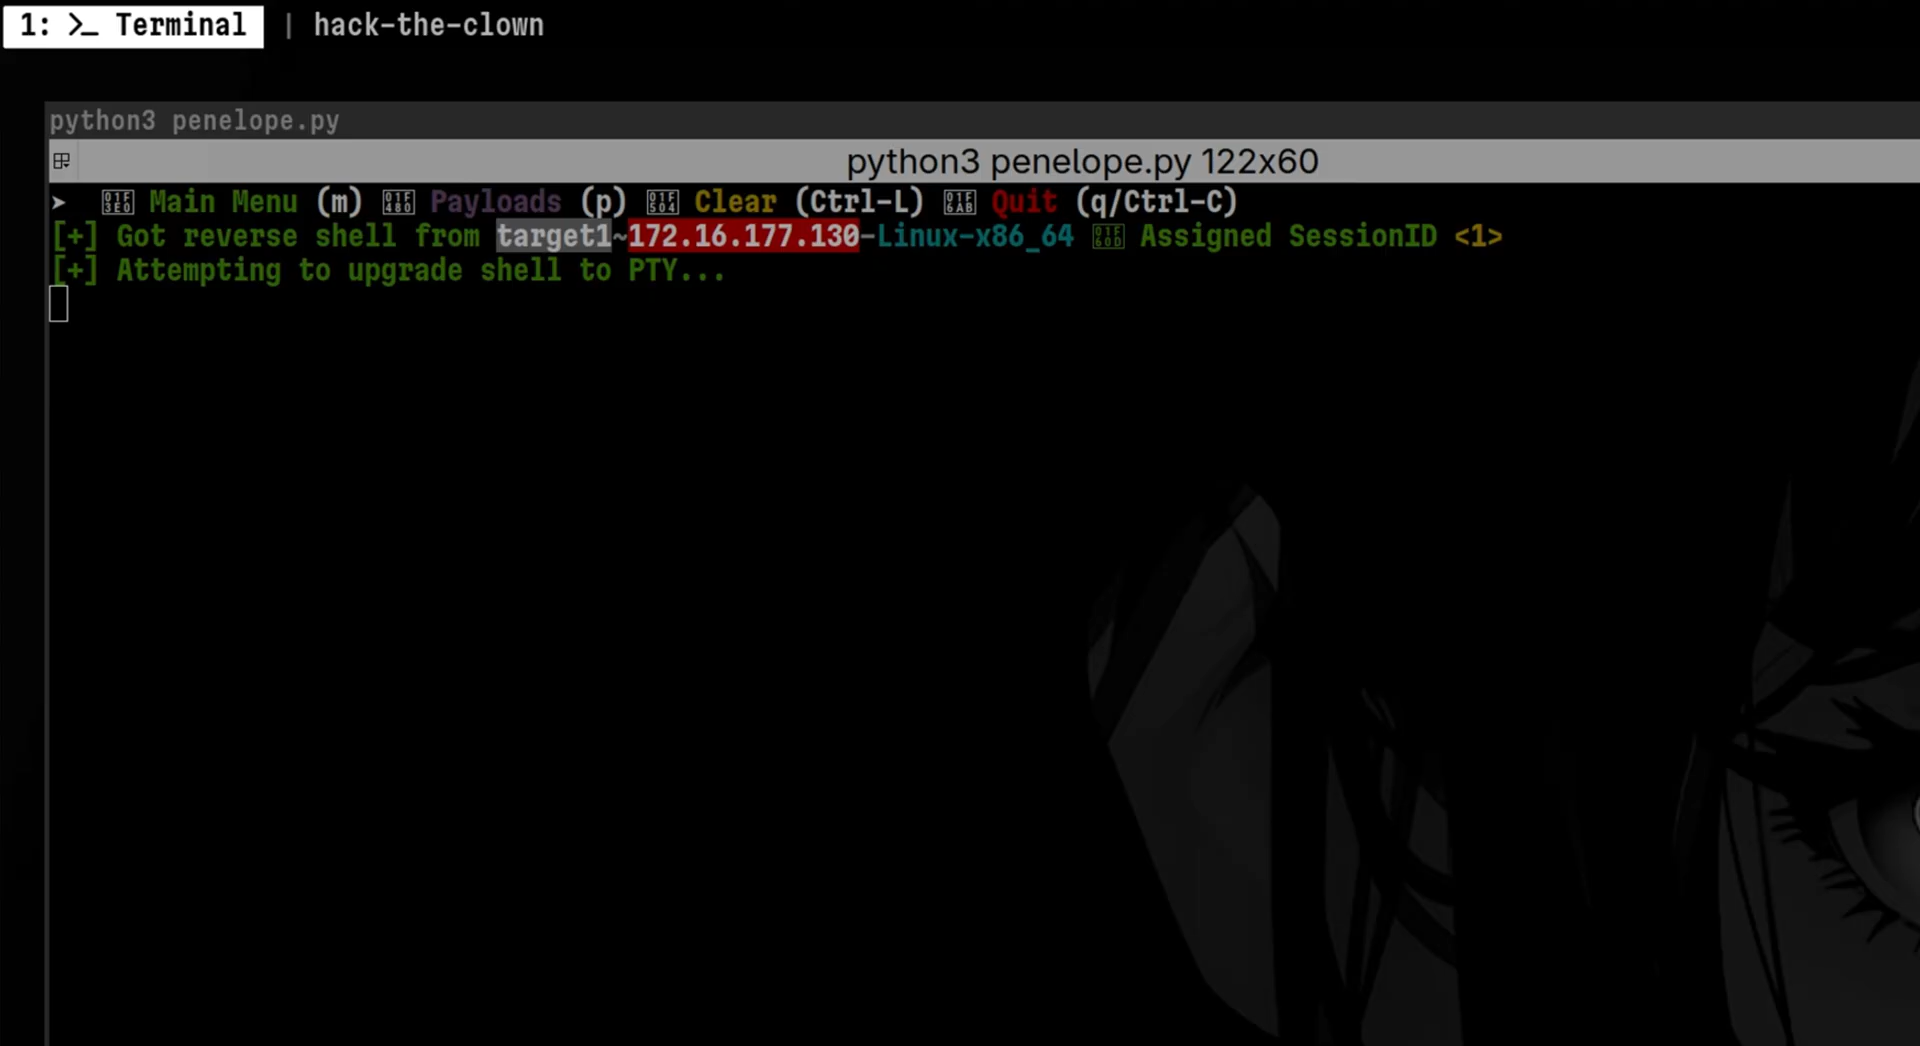 1: >_ Terminal | hack-the-clown
python3 penelope.py
python3 penelope.py 122x60
➤ Main Menu (m) Payloads (p) Clear (Ctrl-L) Quit (q/Ctrl-C)
[+] Got reverse shell from target1~172.16.177.130-Linux-x86_64 Assigned SessionID <1>
[+] Attempting to upgrade shell to PTY...